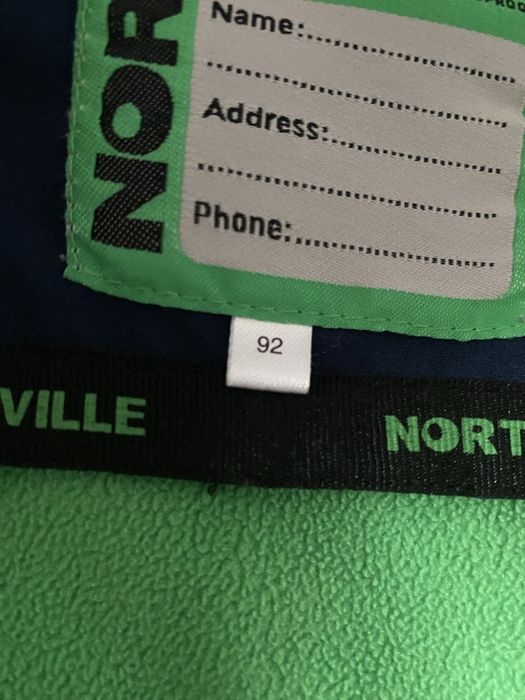 NOR
Name:
Address:
Phone:
92
VILLE NORT